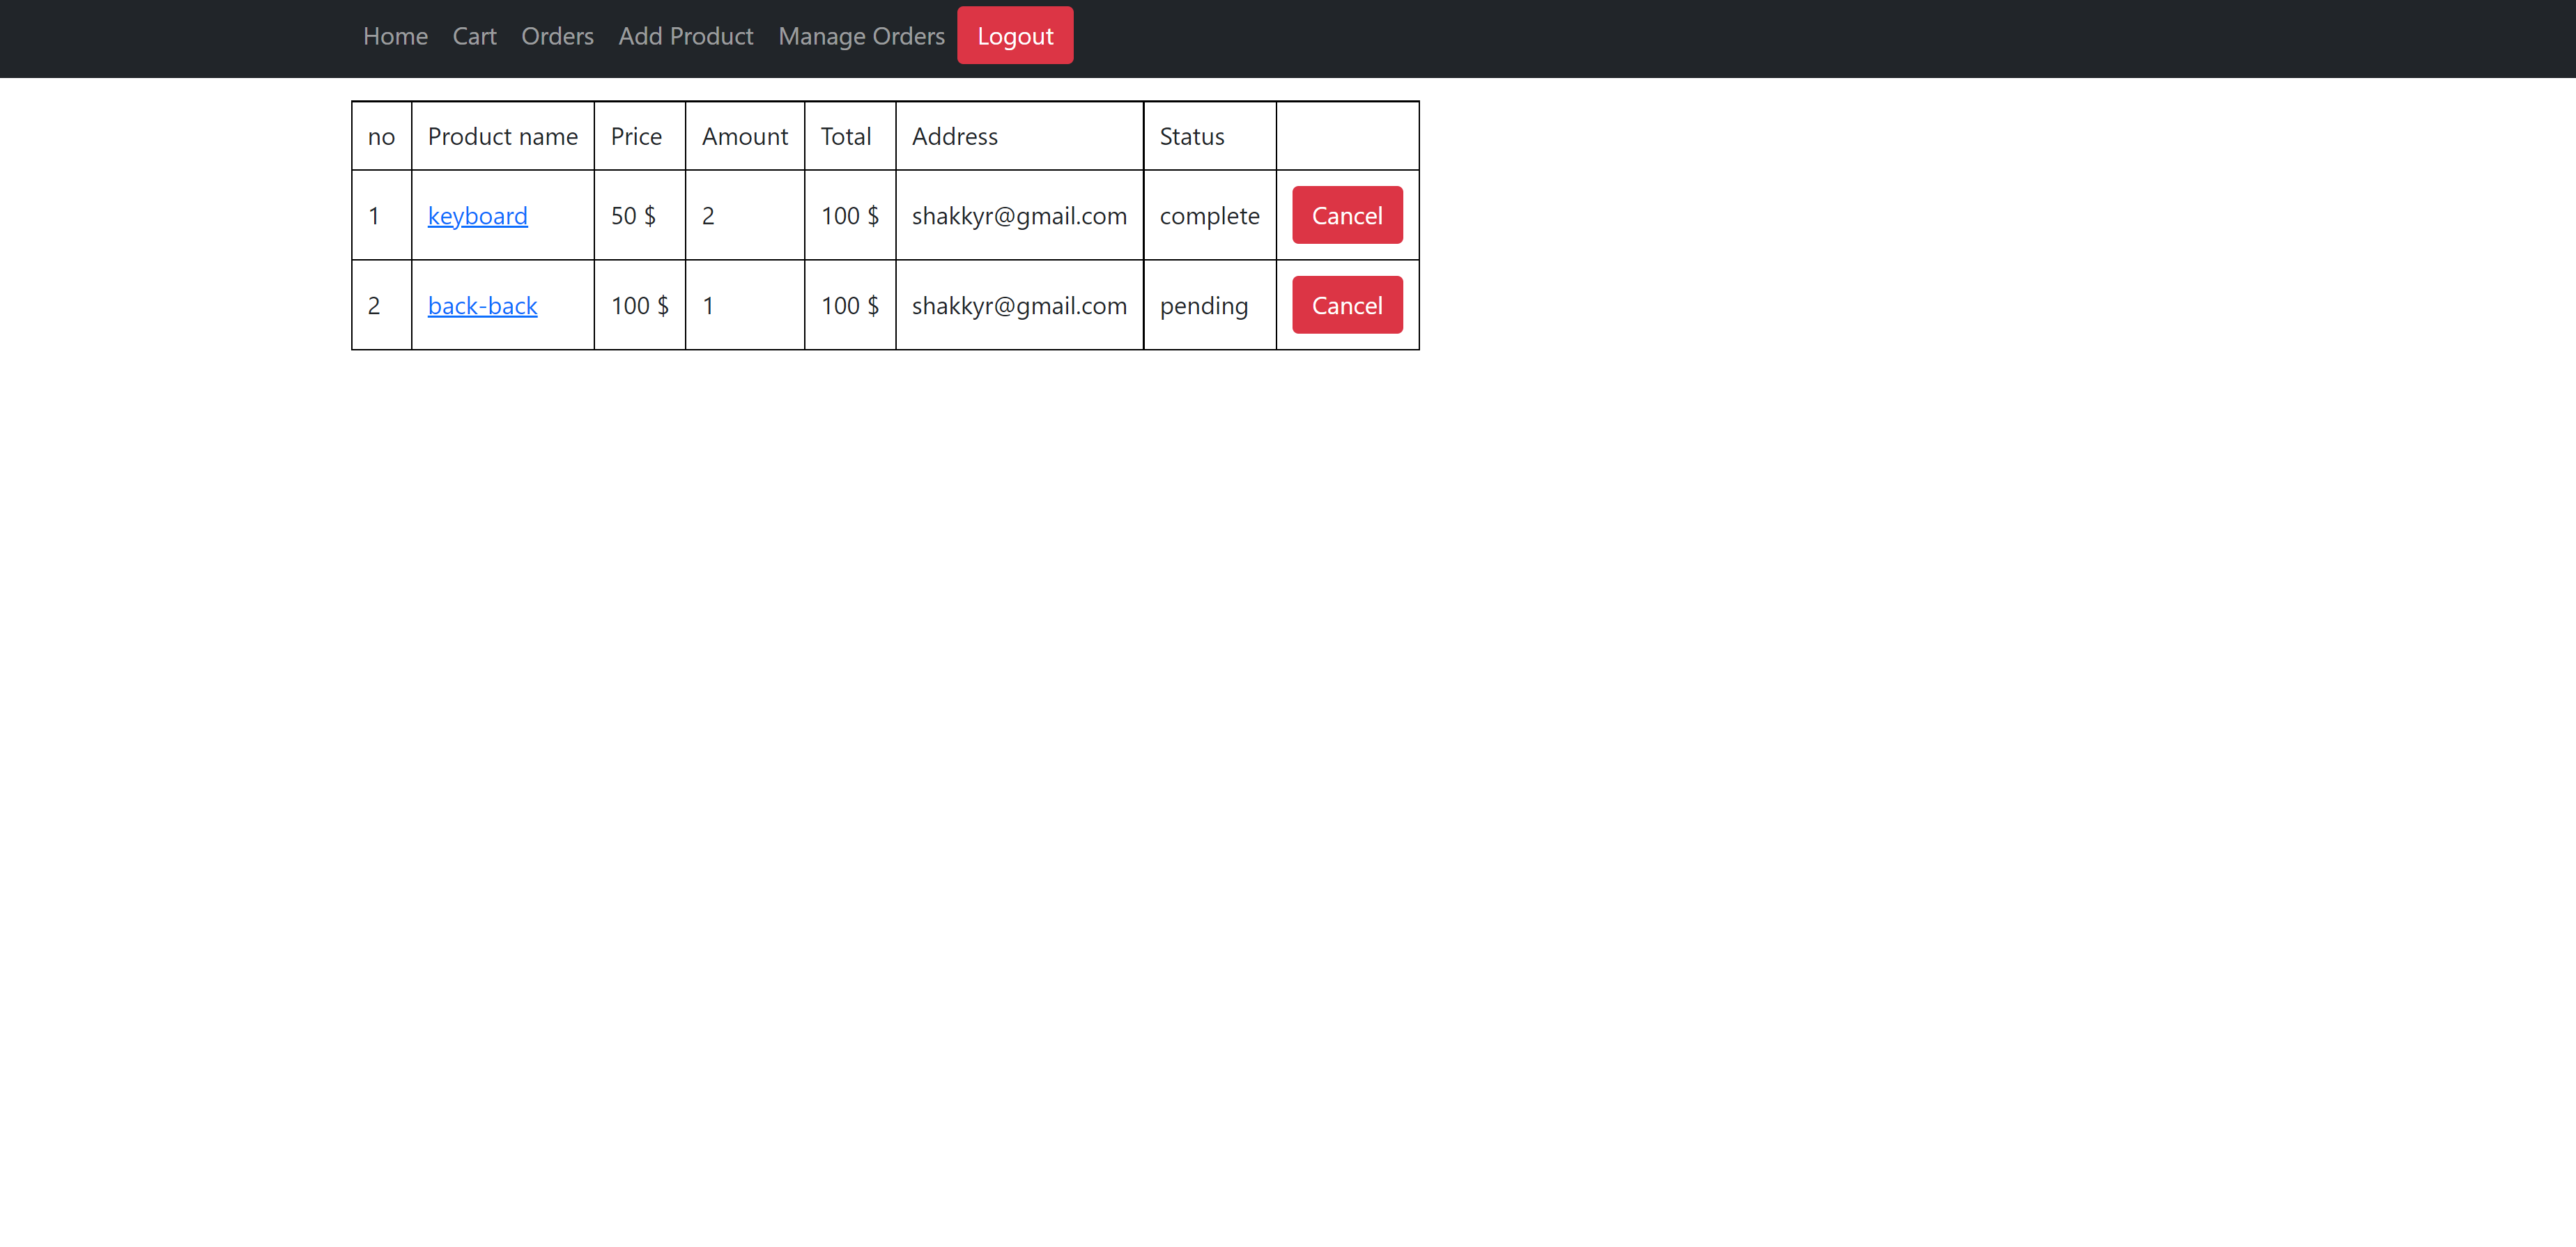 Home Cart Orders Add Product Manage Orders Logout
no Product name Price Amount Total Address Status
1 keyboard 50 $ 2 100 $ shakkyr@gmail.com complete Cancel
2 back-back 100 $ 1 100 $ shakkyr@gmail.com pending Cancel